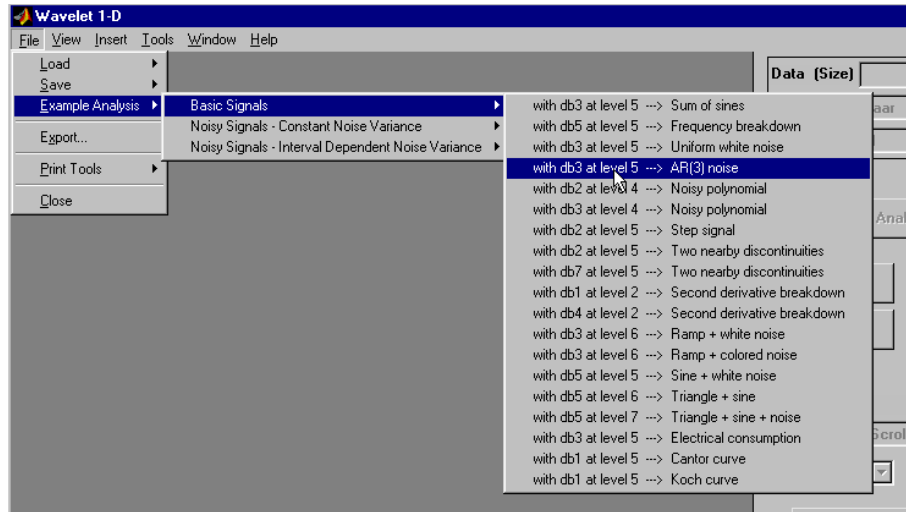 Wavelet 1-D
File View Insert Tools Window Help
Load
Save
Example Analysis
Export...
Print Tools
Close
Basic Signals
Noisy Signals - Constant Noise Variance
Noisy Signals - Interval Dependent Noise Variance
with db3 at level 5 ---> Sum of sines
with db5 at level 5 ---> Frequency breakdown
with db3 at level 5 ---> Uniform white noise
with db3 at level 5 ---> AR(3) noise
with db2 at level 4 ---> Noisy polynomial
with db3 at level 4 ---> Noisy polynomial
with db2 at level 5 ---> Step signal
with db2 at level 5 ---> Two nearby discontinuities
with db7 at level 5 ---> Two nearby discontinuities
with db1 at level 2 ---> Second derivative breakdown
with db4 at level 2 ---> Second derivative breakdown
with db3 at level 6 ---> Ramp + white noise
with db3 at level 6 ---> Ramp + colored noise
with db5 at level 5 ---> Sine + white noise
with db5 at level 6 ---> Triangle + sine
with db5 at level 7 ---> Triangle + sine + noise
with db3 at level 5 ---> Electrical consumption
with db1 at level 5 ---> Cantor curve
with db1 at level 5 ---> Koch curve
Data (Size)
aar
Anal
Scrol